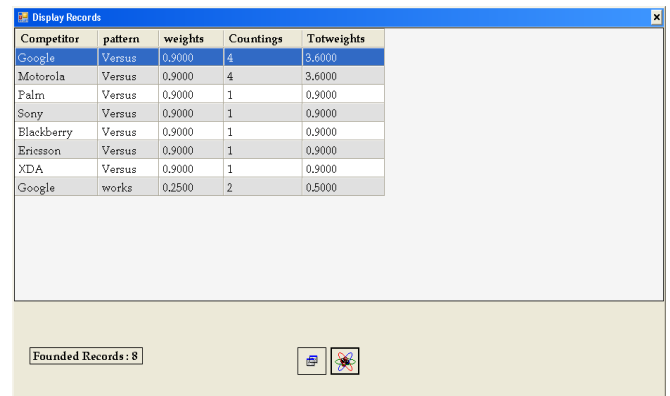 Display Records
Competitor pattern weights Countings Totweights
Google Versus 0.9000 4 3.6000
Motorola Versus 0.9000 4 3.6000
Palm Versus 0.9000 1 0.9000
Sony Versus 0.9000 1 0.9000
Blackberry Versus 0.9000 1 0.9000
Ericsson Versus 0.9000 1 0.9000
XDA Versus 0.9000 1 0.9000
Google works 0.2500 2 0.5000
Founded Records : 8